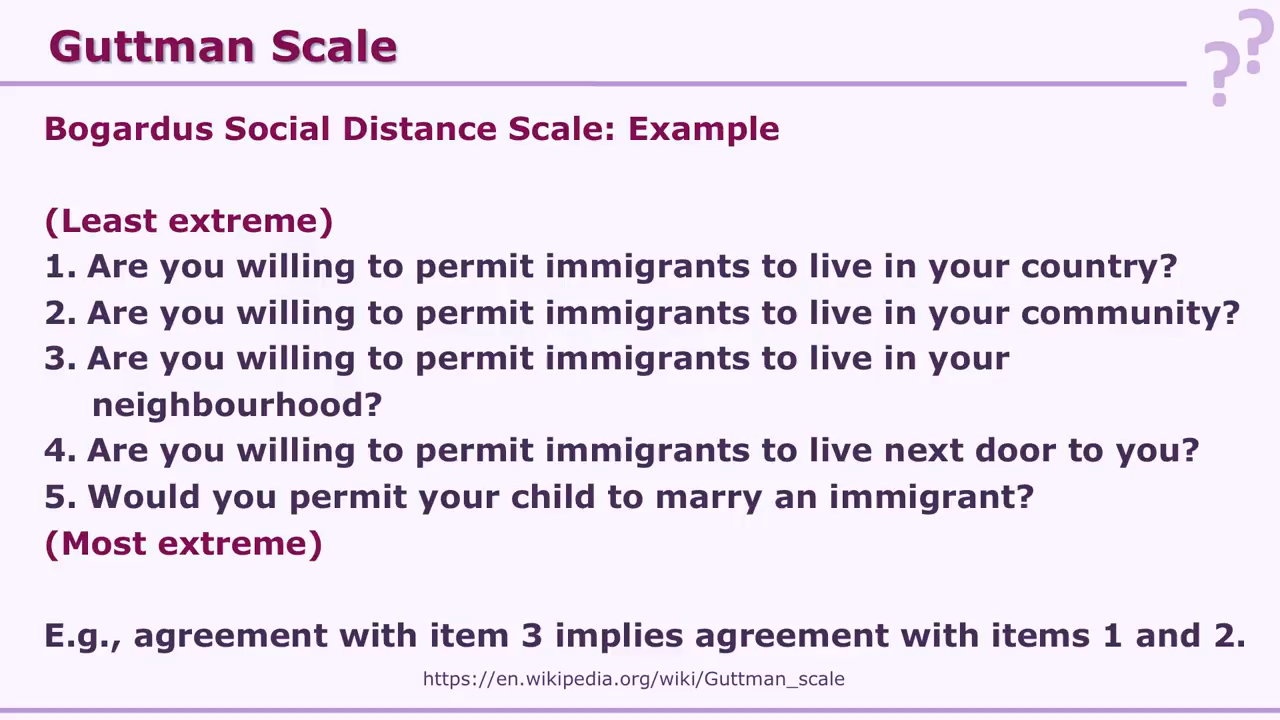 Guttman Scale
??
Bogardus Social Distance Scale: Example
(Least extreme)
1. Are you willing to permit immigrants to live in your country?
2. Are you willing to permit immigrants to live in your community?
3. Are you willing to permit immigrants to live in your
neighbourhood?
4. Are you willing to permit immigrants to live next door to you?
5. Would you permit your child to marry an immigrant?
(Most extreme)
E.g., agreement with item 3 implies agreement with items 1 and 2.
https://en.wikipedia.org/wiki/Guttman_scale